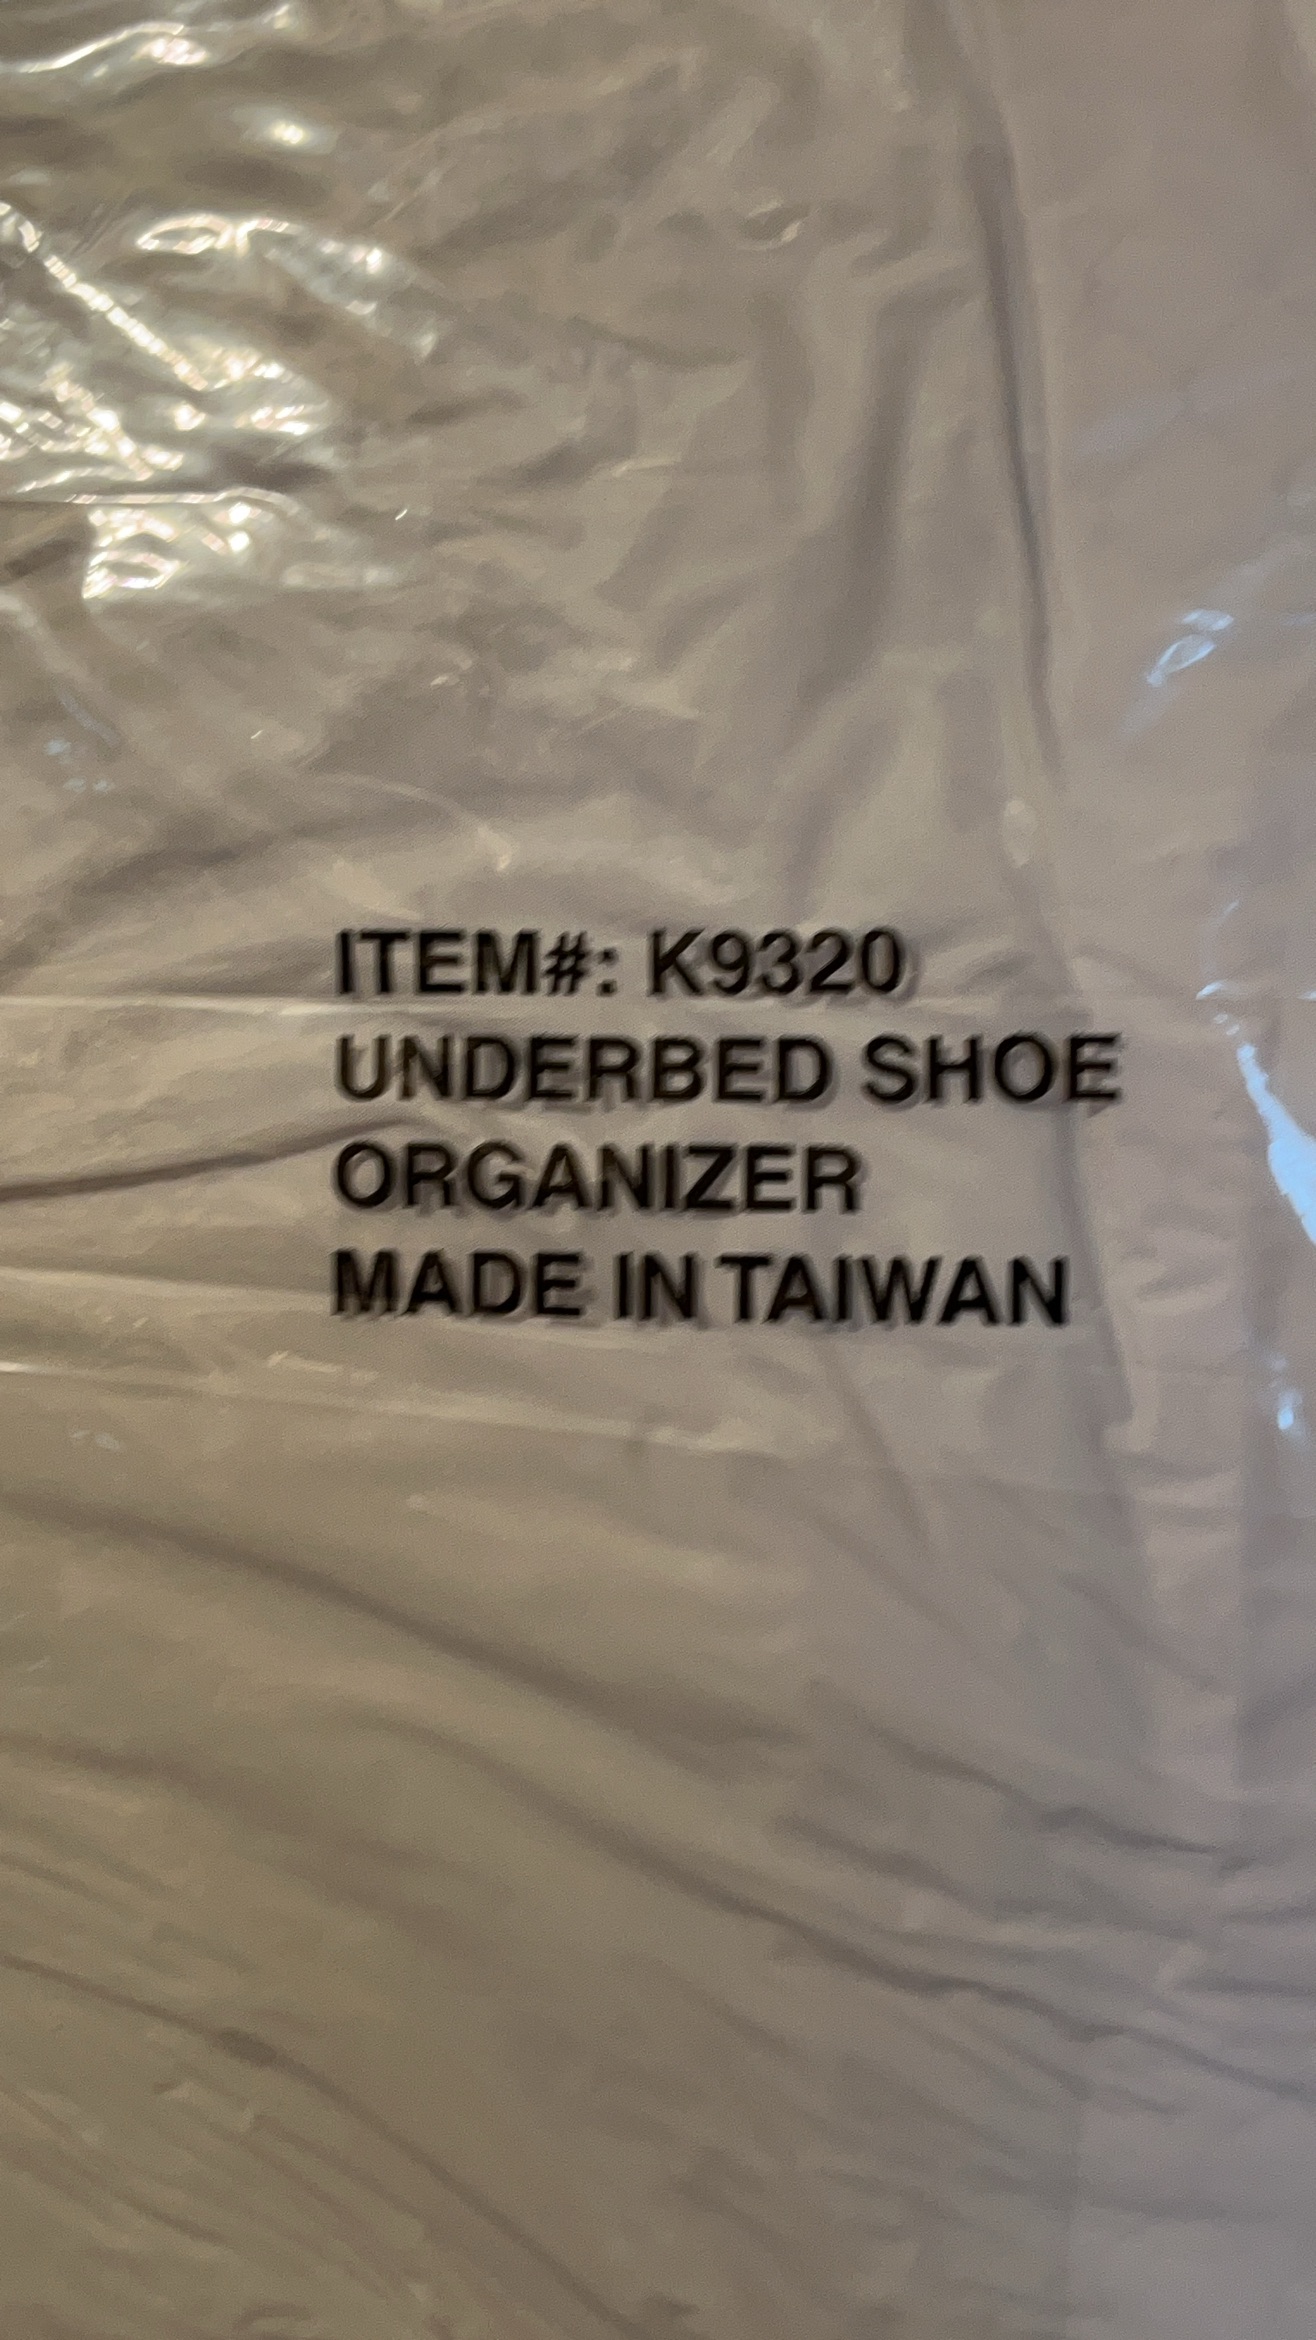 ITEM#: K9320
UNDERBED SHOE
ORGANIZER
MADE IN TAIWAN